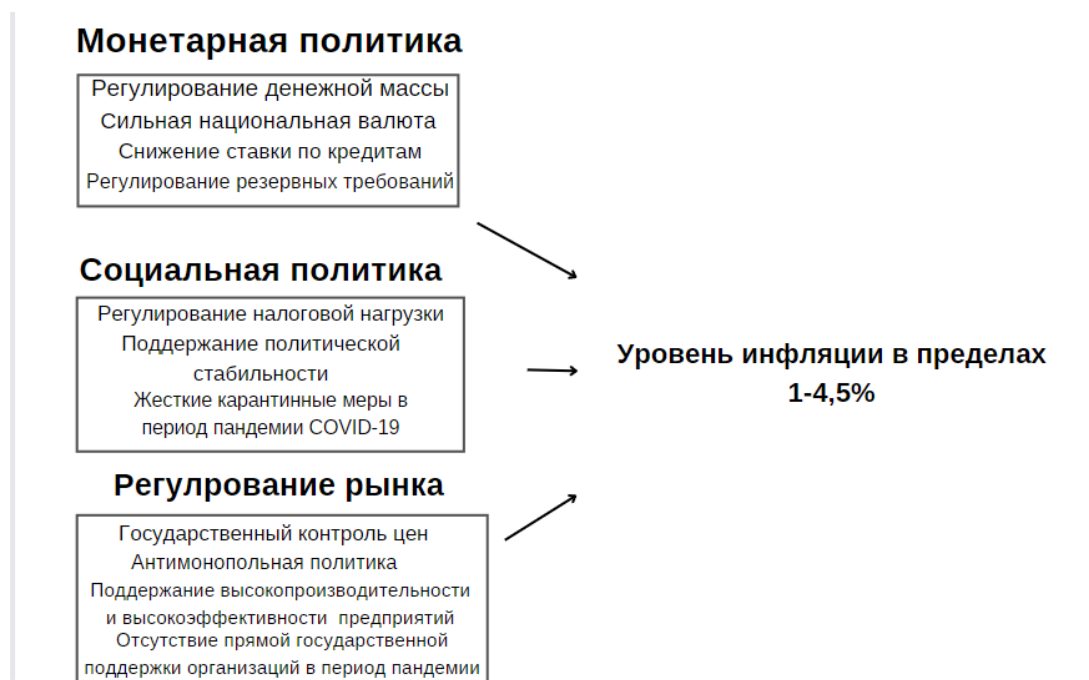 Монетарная политика
Регулирование денежной массы
Сильная национальная валюта
Снижение ставки по кредитам
Регулирование резервных требований
Социальная политика
Регулирование налоговой нагрузки
Поддержание политической
стабильности
Жесткие карантинные меры в
период пандемии COVID-19
Уровень инфляции в пределах
1-4,5%
Регулрование рынка
Государственный контроль цен
Антимонопольная политика
Поддержание высокопроизводительности
и высокоэффективности предприятий
Отсутствие прямой государственной
поддержки организаций в период пандемии